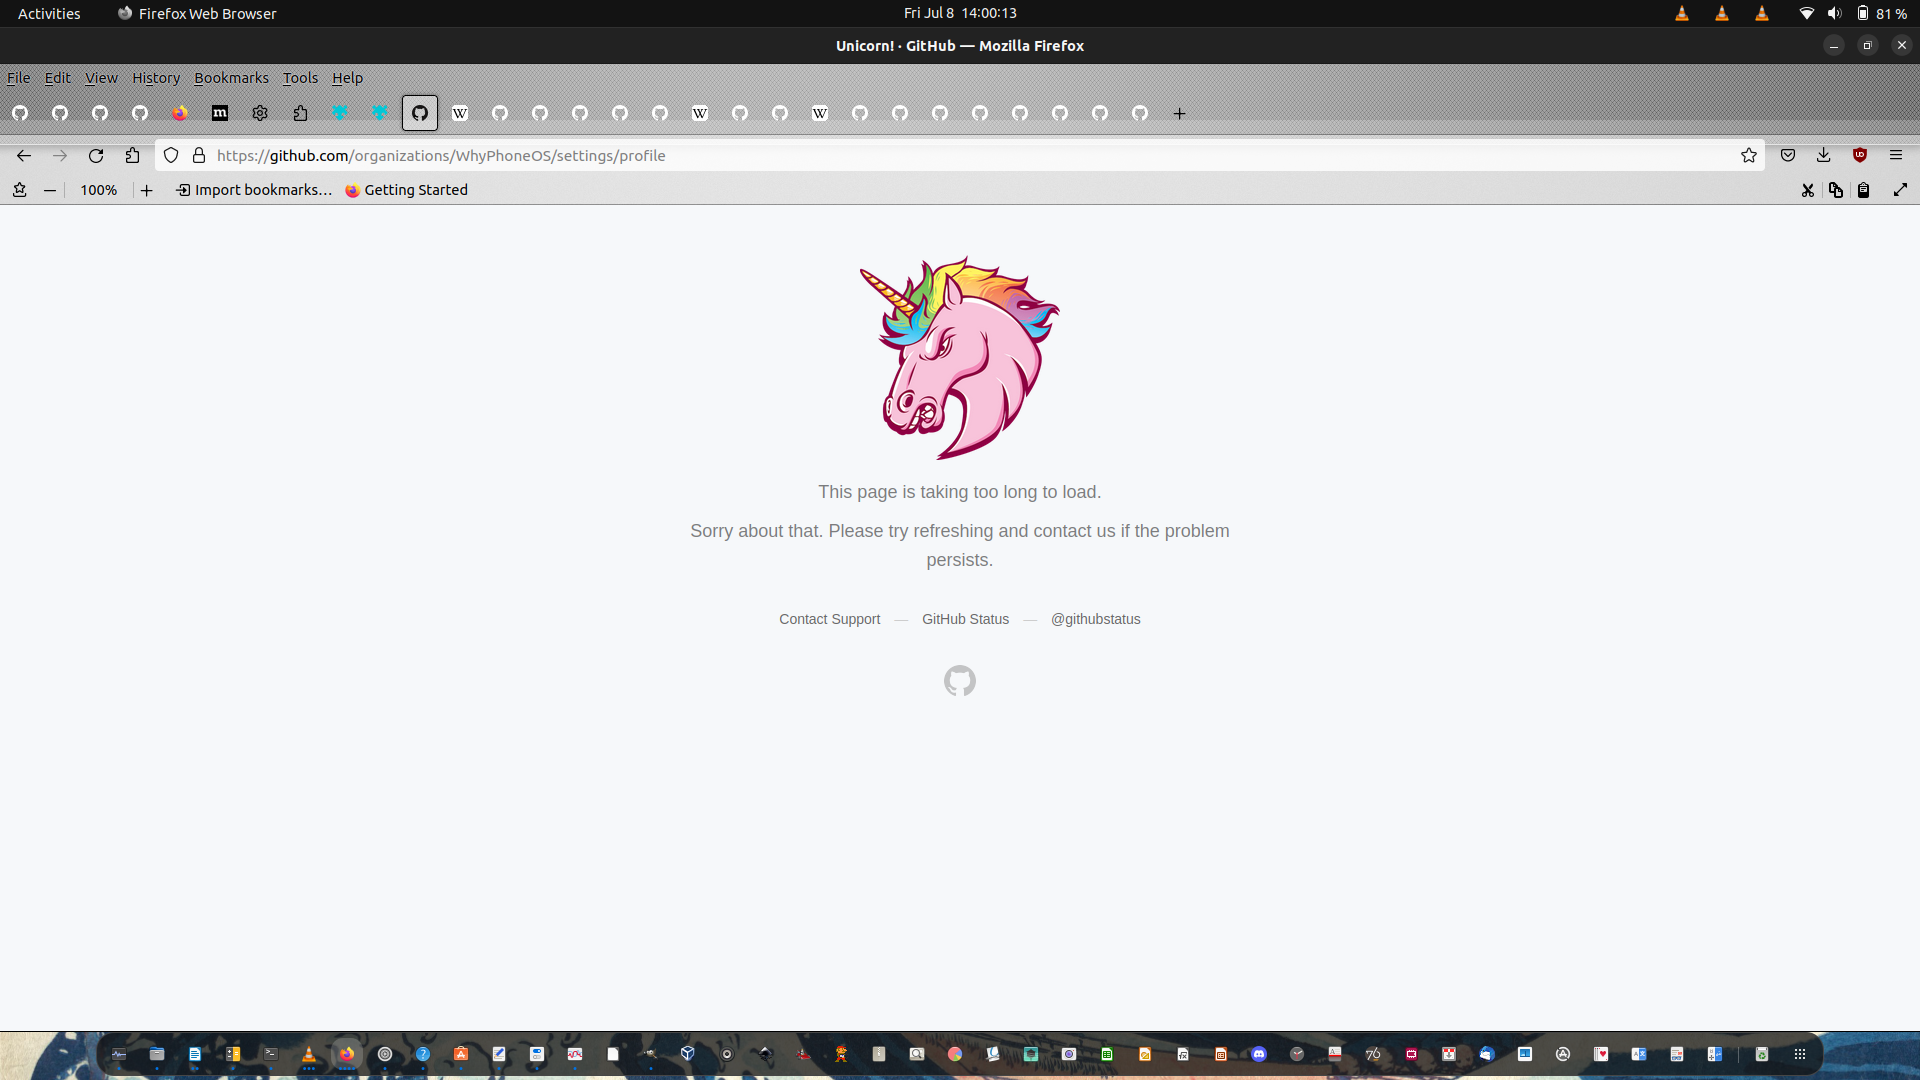 Activities Firefox Web Browser Fri Jul 8 14:00:13 81 %
Unicorn! · GitHub — Mozilla Firefox
File Edit View History Bookmarks Tools Help
https://github.com/organizations/WhyPhoneOS/settings/profile
100% Import bookmarks... Getting Started
This page is taking too long to load.
Sorry about that. Please try refreshing and contact us if the problem
persists.
Contact Support — GitHub Status — @githubstatus